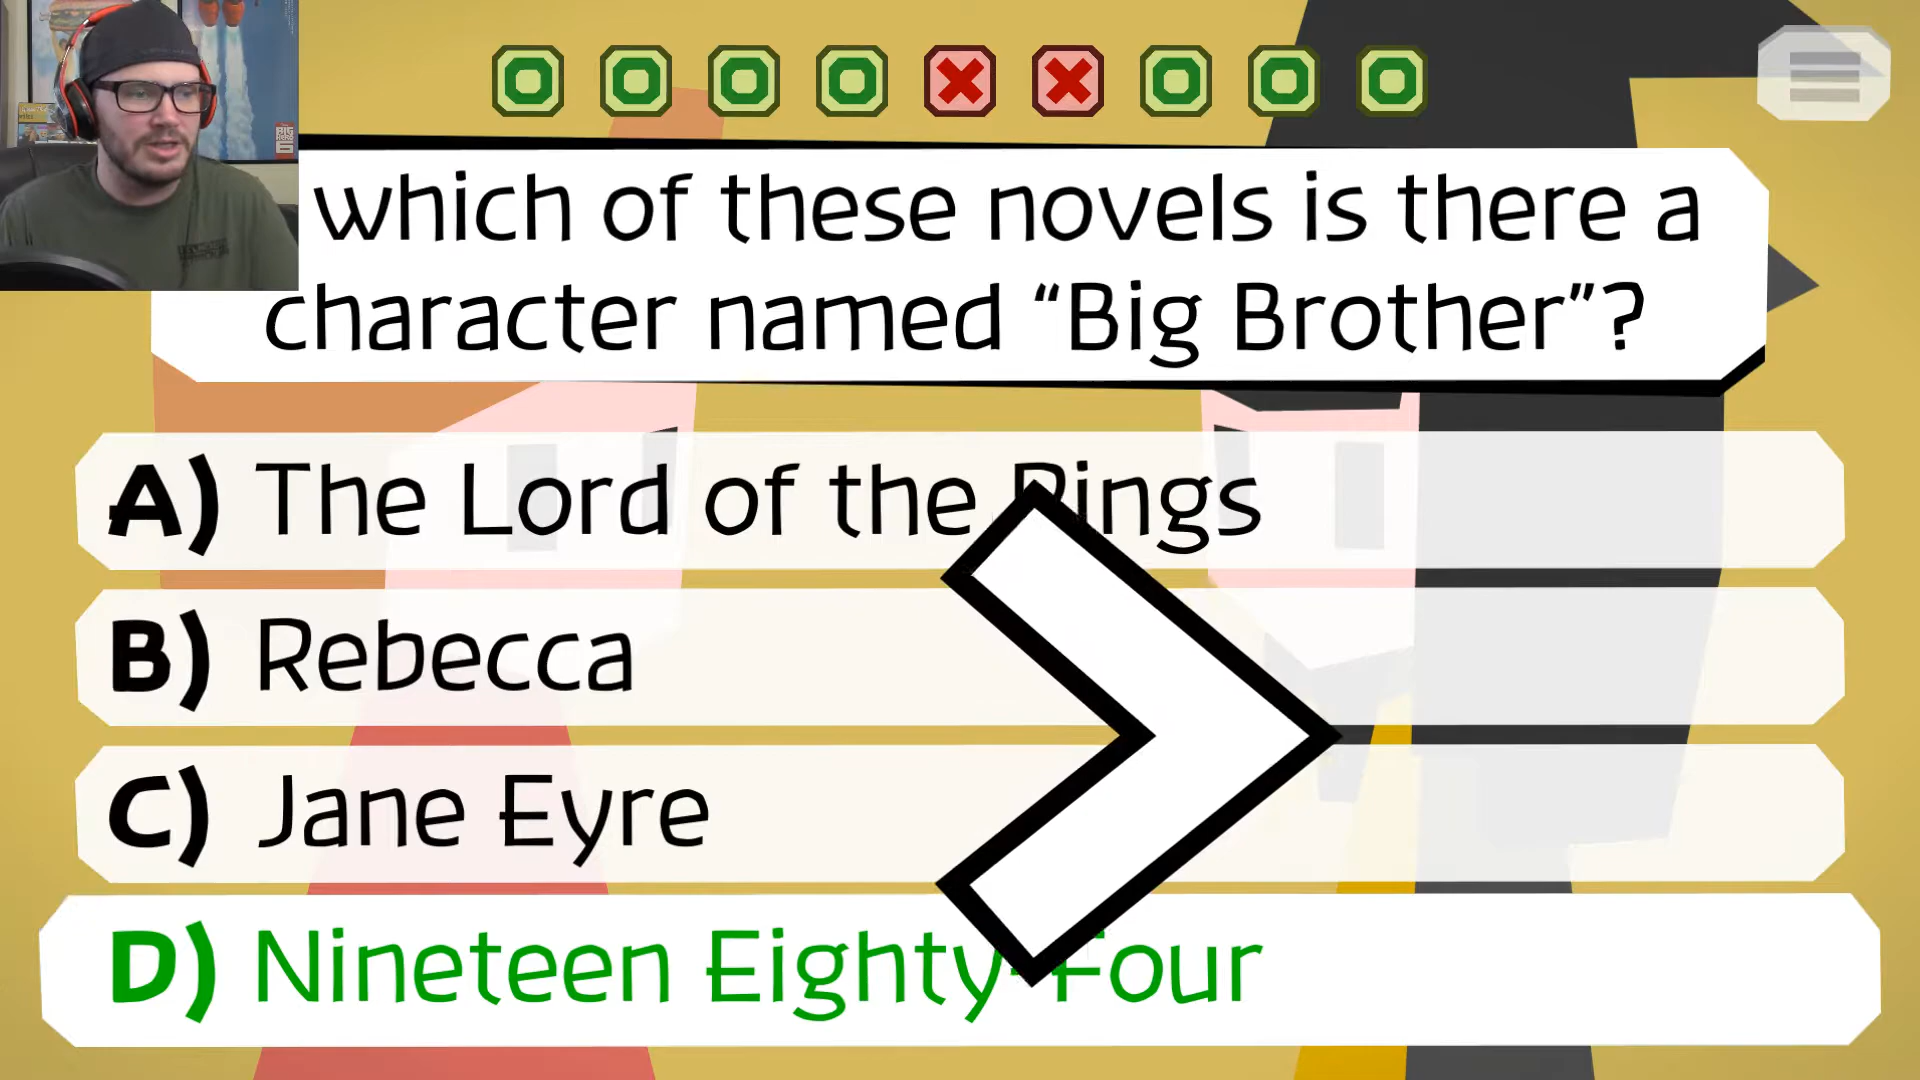 which of these novels is there a
character named “Big Brother”?
A) The Lord of the Rings
B) Rebecca
C) Jane Eyre
D) Nineteen Eighty-Four